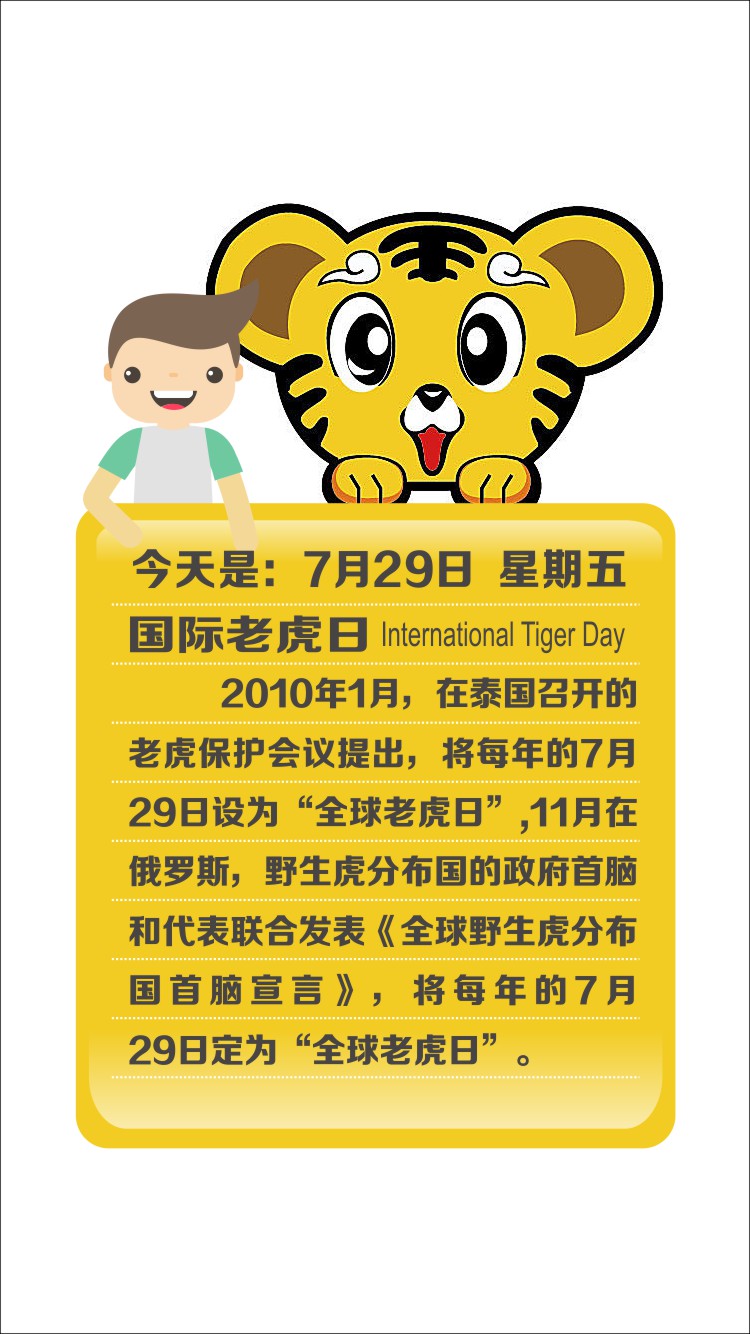 今天是：7月29日 星期五
国际老虎日 International Tiger Day
2010年1月，在泰国召开的
老虎保护会议提出，将每年的7月
29日设为“全球老虎日”,11月在
俄罗斯，野生虎分布国的政府首脑
和代表联合发表《全球野生虎分布
国首脑宣言》，将每年的7月
29日定为“全球老虎日”。